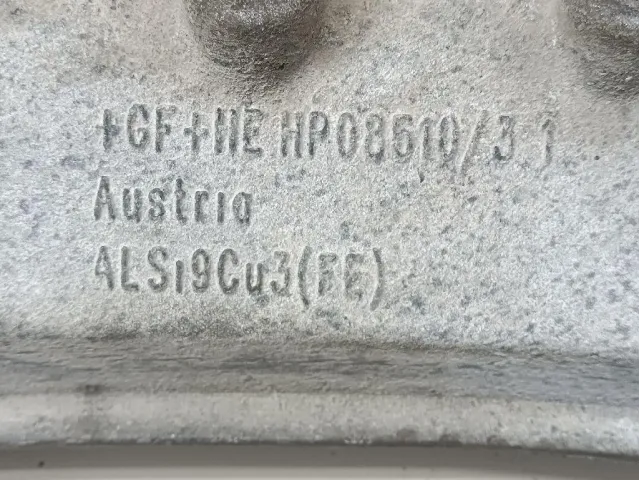 +GF+HE HP08610/3 1
Austria
ALSi9Cu3(FE)